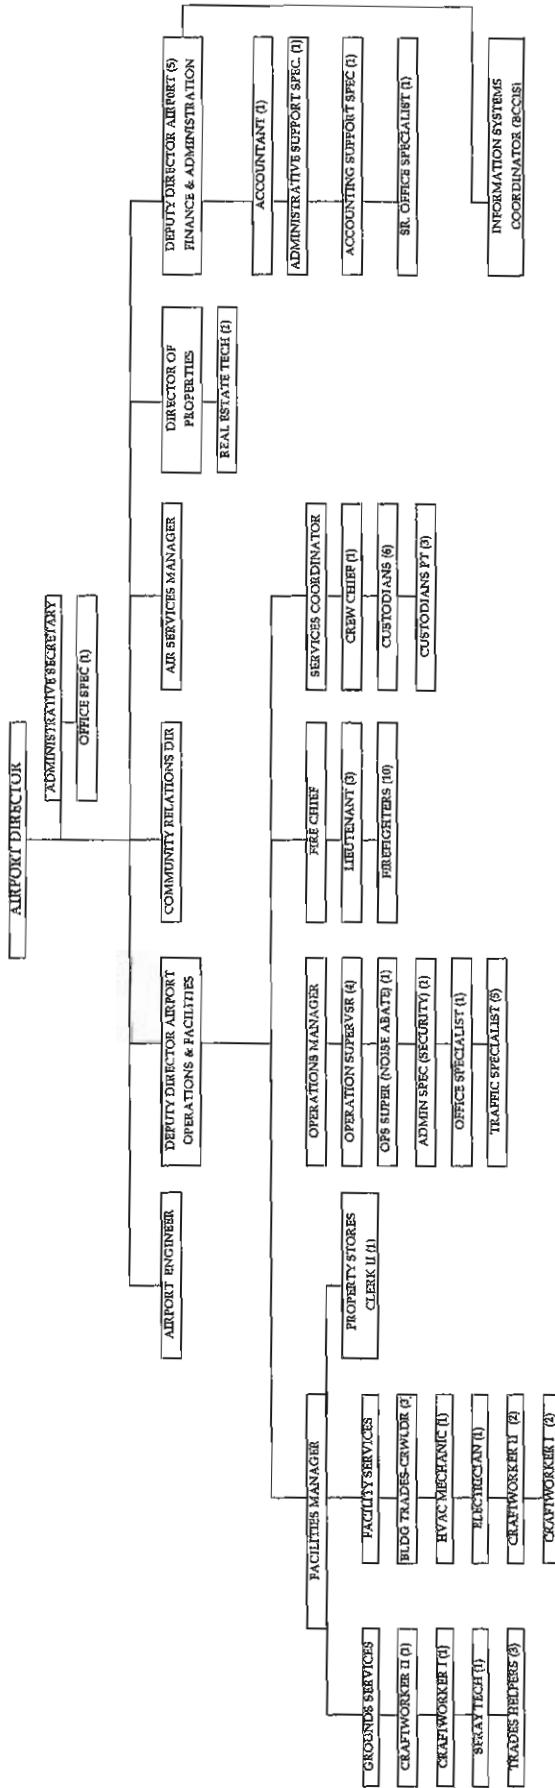 AIRPORT DIRECTOR
ADMINISTRATIVE SECRETARY
OFFICE SPEC (1)
AIRPORT ENGINEER
DEPUTY DIRECTOR AIRPORT
OPERATIONS & FACILITIES
COMMUNITY RELATIONS DIR
AIR SERVICES MANAGER
DIRECTOR OF
PROPERTIES
REAL ESTATE TECH (2)
DEPUTY DIRECTOR AIRPORT (5)
FINANCE & ADMINISTRATION
ACCOUNTANT (1)
ADMINISTRATIVE SUPPORT SPEC. (1)
ACCOUNTING SUPPORT SPEC (1)
SR. OFFICE SPECIALIST (1)
INFORMATION SYSTEMS
COORDINATOR (BCCIS)
FACILITIES MANAGER
GROUNDS SERVICES
CRAFTWORKER II (1)
CRAFTWORKER I (1)
SPRAY TECH (1)
TRADES HELPERS (3)
FACILITY SERVICES
BLDG TRADES-CRWLDR (3)
HVAC MECHANIC (1)
ELECTRICIAN (1)
CRAFTWORKER II (2)
CRAFTWORKER I (2)
PROPERTY STORES
CLERK II (1)
OPERATIONS MANAGER
OPERATION SUPERVSR (4)
OPS SUPER (NOISE ABATE) (1)
ADMIN SPEC (SECURITY) (1)
OFFICE SPECIALIST (1)
TRAFFIC SPECIALIST (5)
FIRE CHIEF
LIEUTENANT (3)
FIREFIGHTERS (10)
SERVICES COORDINATOR
CREW CHIEF (1)
CUSTODIANS (6)
CUSTODIANS PT (3)